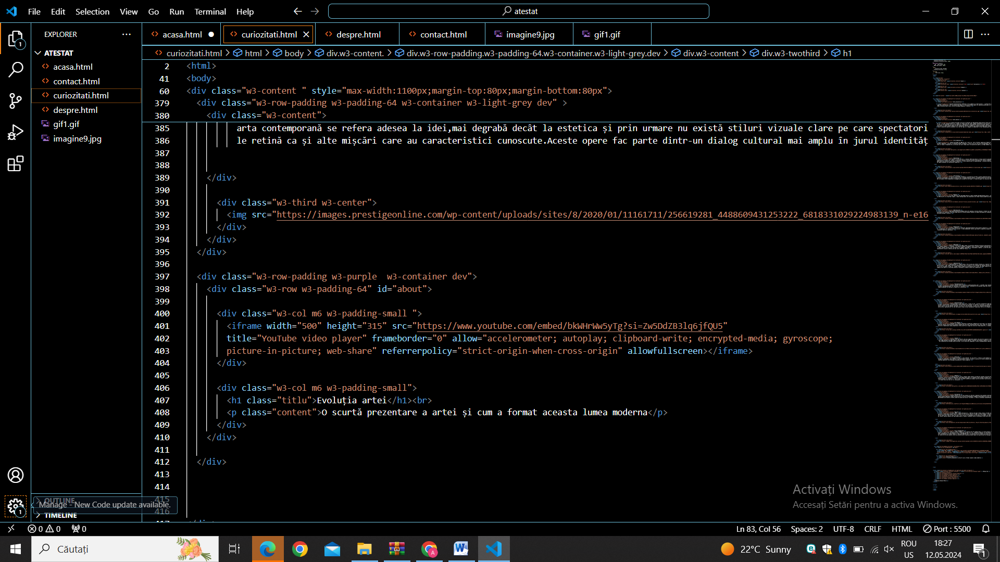 File Edit Selection View Go Run Terminal Help
atestat
EXPLORER
acasa.html
curiozitati.html
despre.html
contact.html
imagine9.jpg
gif1.gif
curiozitati.html > html > body > div.w3-content. > div.w3-row-padding.w3-padding-64.w3-container.w3-light-grey.dev > div.w3-content > div.w3-twothird > h1
ATESTAT
acasa.html
contact.html
curiozitati.html
despre.html
gif1.gif
imagine9.jpg
2 <html>
41 <body>
60 <div class="w3-content " style="max-width:1100px;margin-top:80px;margin-bottom:80px">
379 <div class="w3-row-padding w3-padding-64 w3-container w3-light-grey dev" >
380 <div class="w3-content">
385 arta contemporană se refera adesea la idei,mai degrabă decât la estetica și prin urmare nu există stiluri vizuale clare pe care spectatori
386 le retină ca și alte mișcări care au caracteristici cunoscute.Aceste opere fac parte dintr-un dialog cultural mai amplu în jurul identităț
387
388
389 </div>
390
391 <div class="w3-third w3-center">
392 <img src="https://images.prestigeonline.com/wp-content/uploads/sites/8/2020/01/11161711/256619281_4488609431253222_6818331029224983139_n-e16
393 </div>
394 </div>
395 </div>
396
397 <div class="w3-row-padding w3-purple  w3-container dev">
398 <div class="w3-row w3-padding-64" id="about">
399
400 <div class="w3-col m6 w3-padding-small ">
401 <iframe width="500" height="315" src="https://www.youtube.com/embed/bkWHrWw5yTg?si=Zw5DdZB3lq6jfQU5"
402 title="YouTube video player" frameborder="0" allow="accelerometer; autoplay; clipboard-write; encrypted-media; gyroscope;
403 picture-in-picture; web-share" referrerpolicy="strict-origin-when-cross-origin" allowfullscreen></iframe>
404 </div>
405
406 <div class="w3-col m6 w3-padding-small">
407 <h1 class="titlu">Evoluția artei</h1><br>
408 <p class="content">O scurtă prezentare a artei și cum a format aceasta lumea moderna</p>
409 </div>
410 </div>
411
412 </div>
413
414
415
416
OUTLINE
Manage - New Code update available.
TIMELINE
1
1
Activați Windows
Accesați Setări pentru a activa Windows.
0 0 0
Ln 83, Col 56 Spaces: 2 UTF-8 CRLF HTML Port : 5500
Căutați
22°C Sunny
ROU
US
18:27
12.05.2024
1